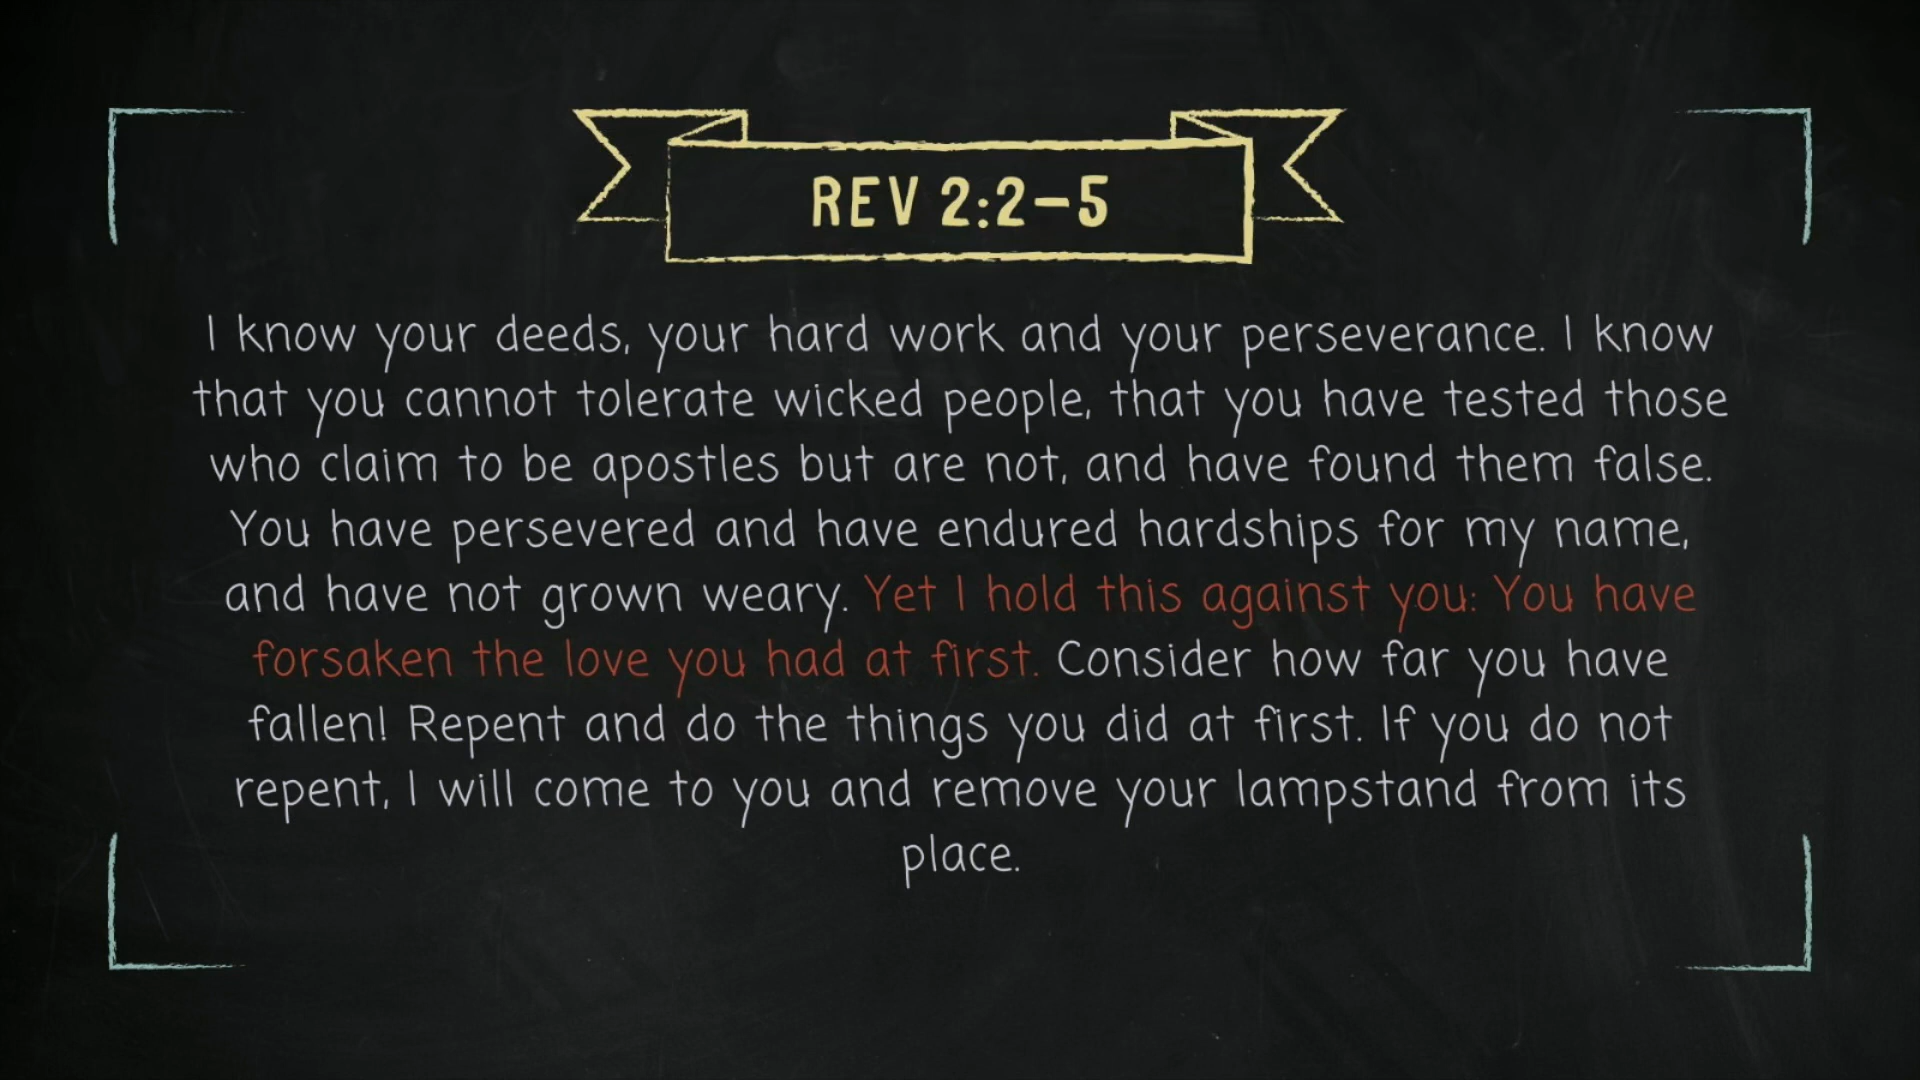 REV 2:2–5
I know your deeds, your hard work and your perseverance. I know
that you cannot tolerate wicked people, that you have tested those
who claim to be apostles but are not, and have found them false.
You have persevered and have endured hardships for my name,
and have not grown weary. Yet I hold this against you: You have
forsaken the love you had at first. Consider how far you have
fallen! Repent and do the things you did at first. If you do not
repent, I will come to you and remove your lampstand from its
place.